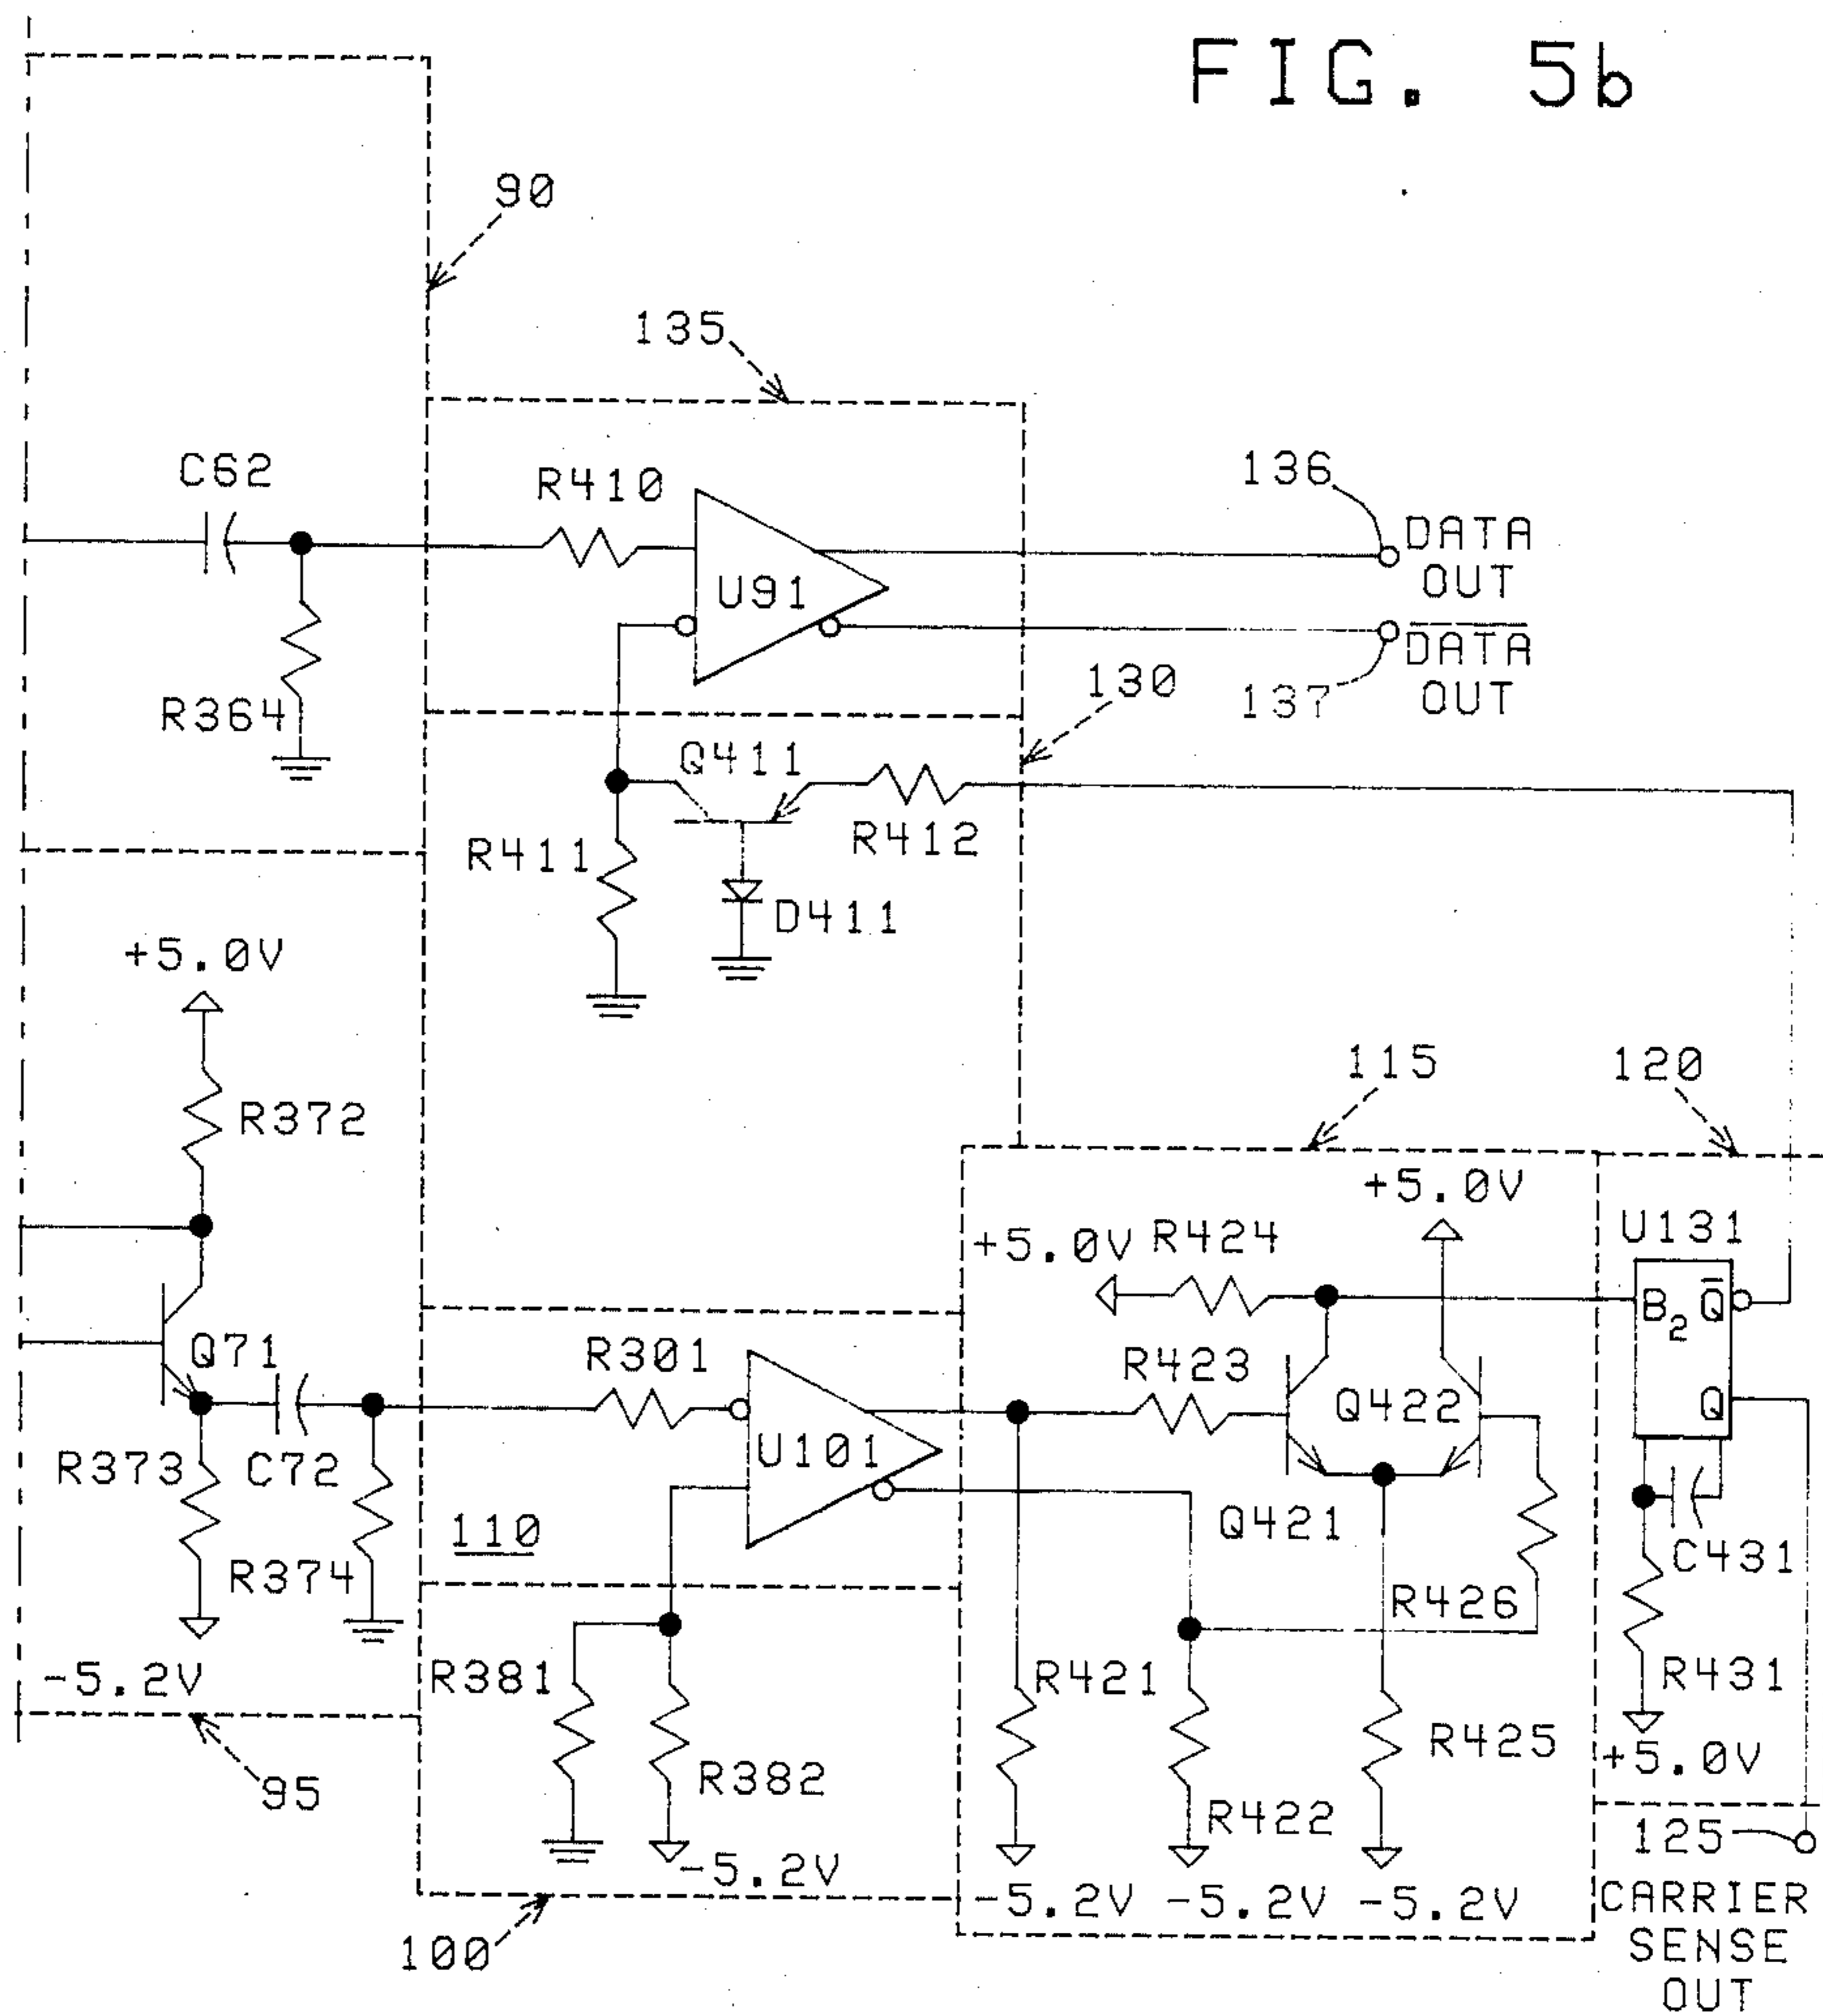 FIG. 5b
90
135
C62
R410
136
DATA
OUT
U91
DATA
OUT
137
130
R364
Q411
R412
R411
D411
+5.0V
R372
115
120
+5.0V
+5.0V
R424
U131
B2
Q
Q
Q71
R301
R423
Q422
R373
C72
U101
110
Q421
C431
R374
R426
-5.2V
R381
R421
R431
R382
R425
+5.0V
95
R422
125
-5.2V
-5.2V
-5.2V
-5.2V
CARRIER
SENSE
OUT
100